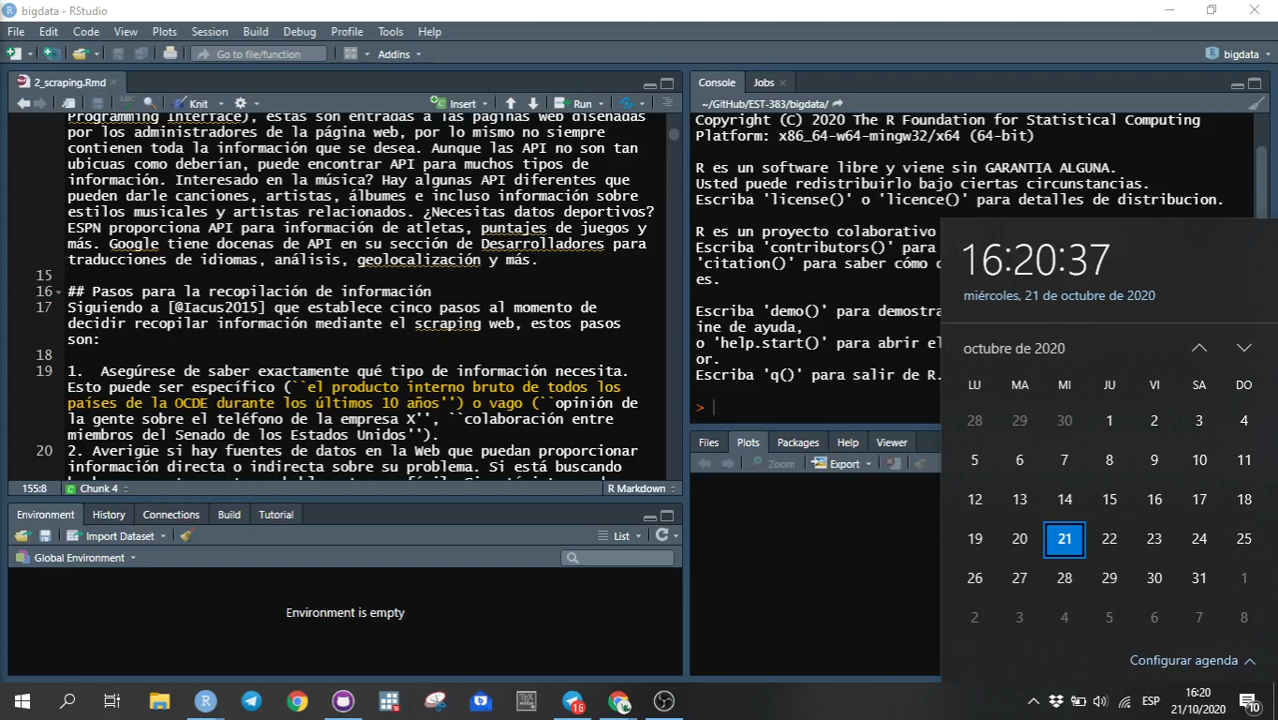 bigdata - RStudio
File Edit Code View Plots Session Build Debug Profile Tools Help
Go to file/function Addins bigdata
2_scraping.Rmd
ABC Knit Insert Run
Programming Interface), estas son entradas a las páginas web diseñadas
por los administradores de la página web, por lo mismo no siempre
contienen toda la información que se desea. Aunque las API no son tan
ubicuas como deberían, puede encontrar API para muchos tipos de
información. Interesado en la música? Hay algunas API diferentes que
pueden darle canciones, artistas, álbumes e incluso información sobre
estilos musicales y artistas relacionados. ¿Necesitas datos deportivos?
ESPN proporciona API para información de atletas, puntajes de juegos y
más. Google tiene docenas de API en su sección de Desarrolladores para
traducciones de idiomas, análisis, geolocalización y más.
15
16 ## Pasos para la recopilación de información
17 Siguiendo a [@Iacus2015] que establece cinco pasos al momento de
decidir recopilar información mediante el scraping web, estos pasos
son:
18
19 1. Asegúrese de saber exactamente qué tipo de información necesita.
Esto puede ser específico (``el producto interno bruto de todos los
países de la OCDE durante los últimos 10 años'') o vago (``opinión de
la gente sobre el teléfono de la empresa X'', ``colaboración entre
miembros del Senado de los Estados Unidos'').
20 2. Averigüe si hay fuentes de datos en la Web que puedan proporcionar
información directa o indirecta sobre su problema. Si está buscando
155:8 Chunk 4 R Markdown
Environment History Connections Build Tutorial
Import Dataset List
Global Environment
Environment is empty
Console Jobs
~/GitHub/EST-383/bigdata/
Copyright (C) 2020 The R Foundation for Statistical Computing
Platform: x86_64-w64-mingw32/x64 (64-bit)
R es un software libre y viene sin GARANTIA ALGUNA.
Usted puede redistribuirlo bajo ciertas circunstancias.
Escriba 'license()' o 'licence()' para detalles de distribucion.
R es un proyecto colaborativo
Escriba 'contributors()' para
'citation()' para saber cómo
es.
Escriba 'demo()' para demostra
ine de ayuda,
o 'help.start()' para abrir el
or.
Escriba 'q()' para salir de R.
>
Files Plots Packages Help Viewer
Zoom Export
16:20:37
miércoles, 21 de octubre de 2020
octubre de 2020
LU MA MI JU VI SA DO
28 29 30 1 2 3 4
5 6 7 8 9 10 11
12 13 14 15 16 17 18
19 20 21 22 23 24 25
26 27 28 29 30 31 1
2 3 4 5 6 7 8
Configurar agenda
16 ESP 16:20
21/10/2020 10